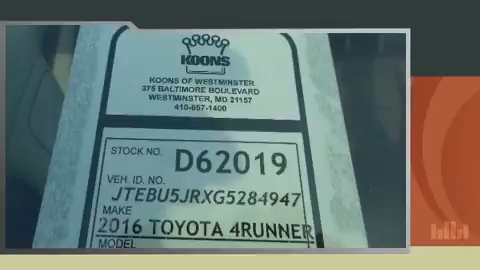 KOONS
KOONS OF WESTMINSTER
375 BALTIMORE BOULEVARD
WESTMINSTER, MD 21157
410-857-1400
STOCK NO. D62019
VEH. ID. NO.
JTEBU5JRXG5284947
MAKE
2016 TOYOTA 4RUNNER
MODEL